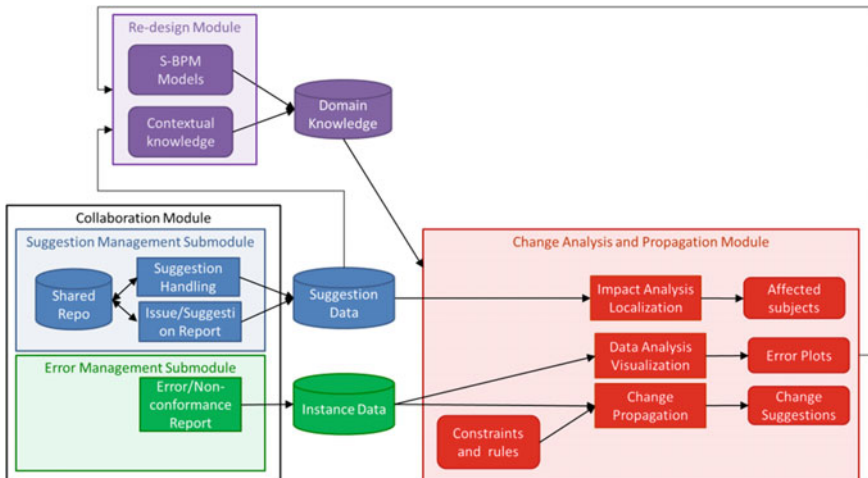 Re-design Module
S-BPM
Models
Contextual
knowledge
Domain
Knowledge
Collaboration Module
Suggestion Management Submodule
Shared
Repo
Suggestion
Handling
Issue/Suggesti
on Report
Suggestion
Data
Error Management Submodule
Error/Non-
conformance
Report
Instance Data
Change Analysis and Propagation Module
Impact Analysis
Localization
Affected
subjects
Data Analysis
Visualization
Error Plots
Change
Propagation
Change
Suggestions
Constraints
and rules